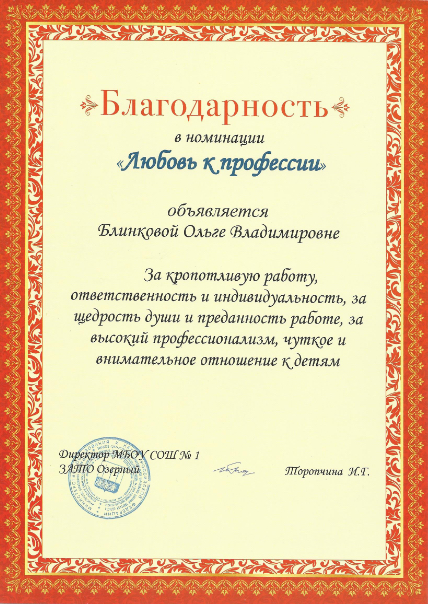 Благодарность
в номинации
«Любовь к профессии»
объявляется
Блинковой Ольге Владимировне
За кропотливую работу,
ответственность и индивидуальность, за
щедрость души и преданность работе, за
высокий профессионализм, чуткое и
внимательное отношение к детям
Директор МБОУ СОШ № 1
ЗАТО Озерный Торопчина И.Г.